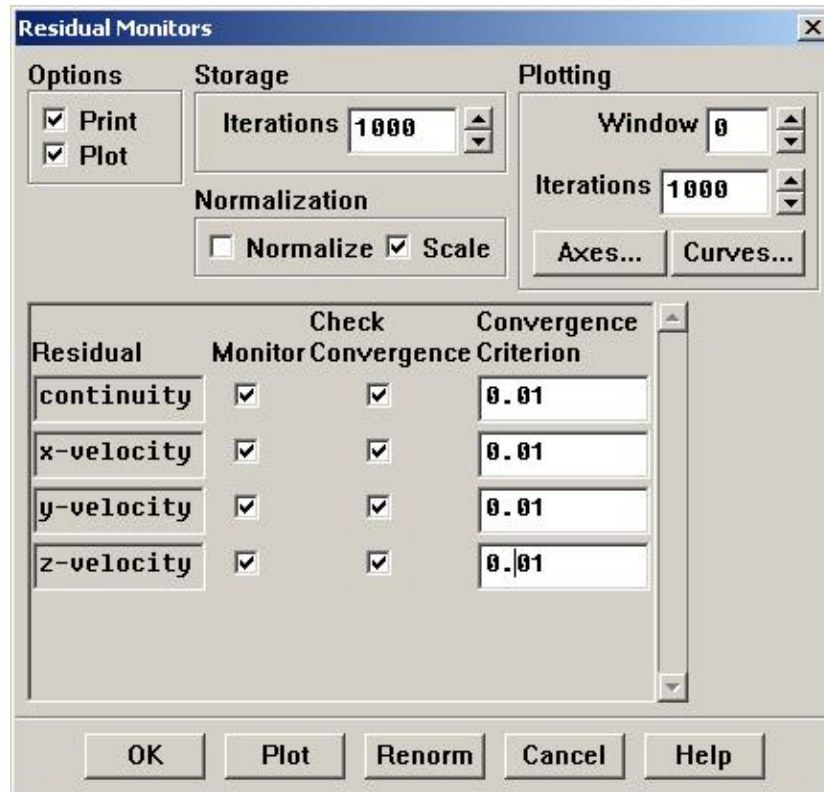 Residual Monitors
Options Storage Plotting
Print
Plot
Iterations 1000
Window 0
Iterations 1000
Normalization
Normalize Scale
Axes... Curves...
Check Convergence
Residual Monitor Convergence Criterion
continuity 0.01
x-velocity 0.01
y-velocity 0.01
z-velocity 0.01
OK Plot Renorm Cancel Help